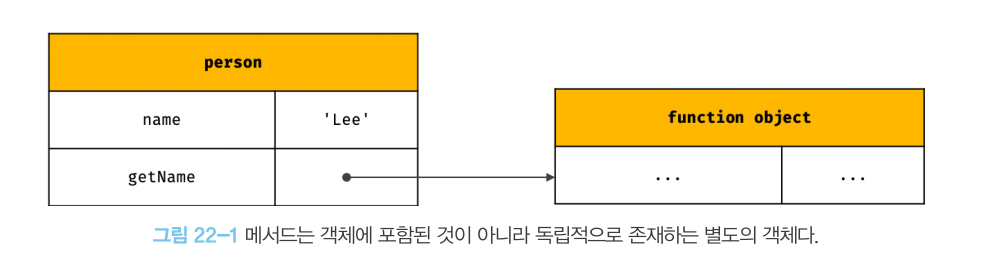 person
name 'Lee'
function object
getName
... ...
그림 22-1 메서드는 객체에 포함된 것이 아니라 독립적으로 존재하는 별도의 객체다.